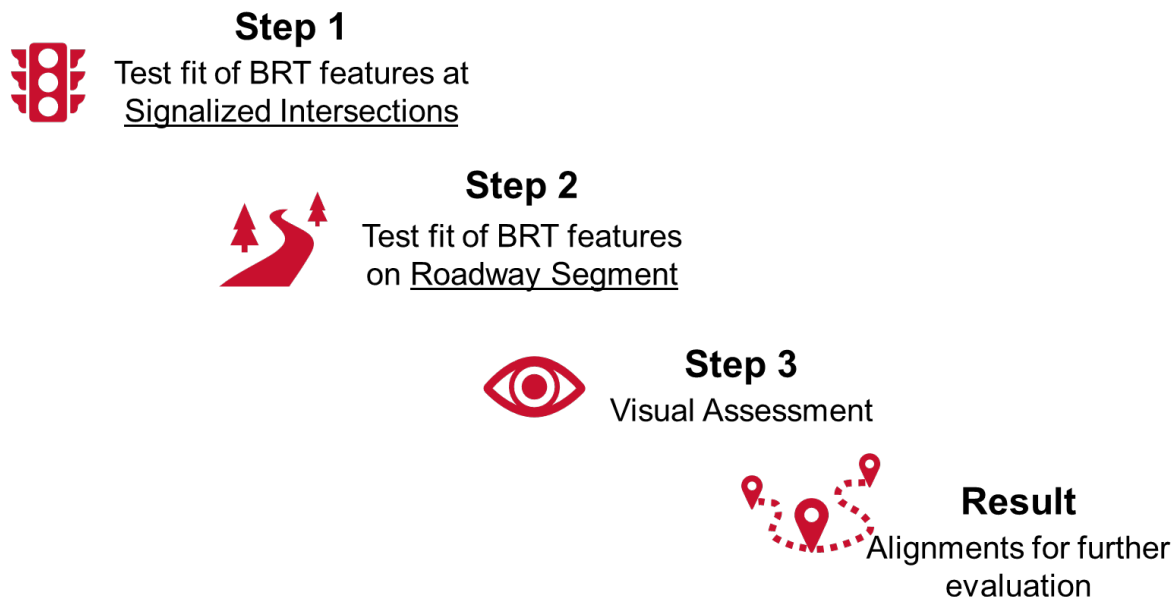 Step 1
Test fit of BRT features at
Signalized Intersections
Step 2
Test fit of BRT features
on Roadway Segment
Step 3
Visual Assessment
Result
Alignments for further
evaluation